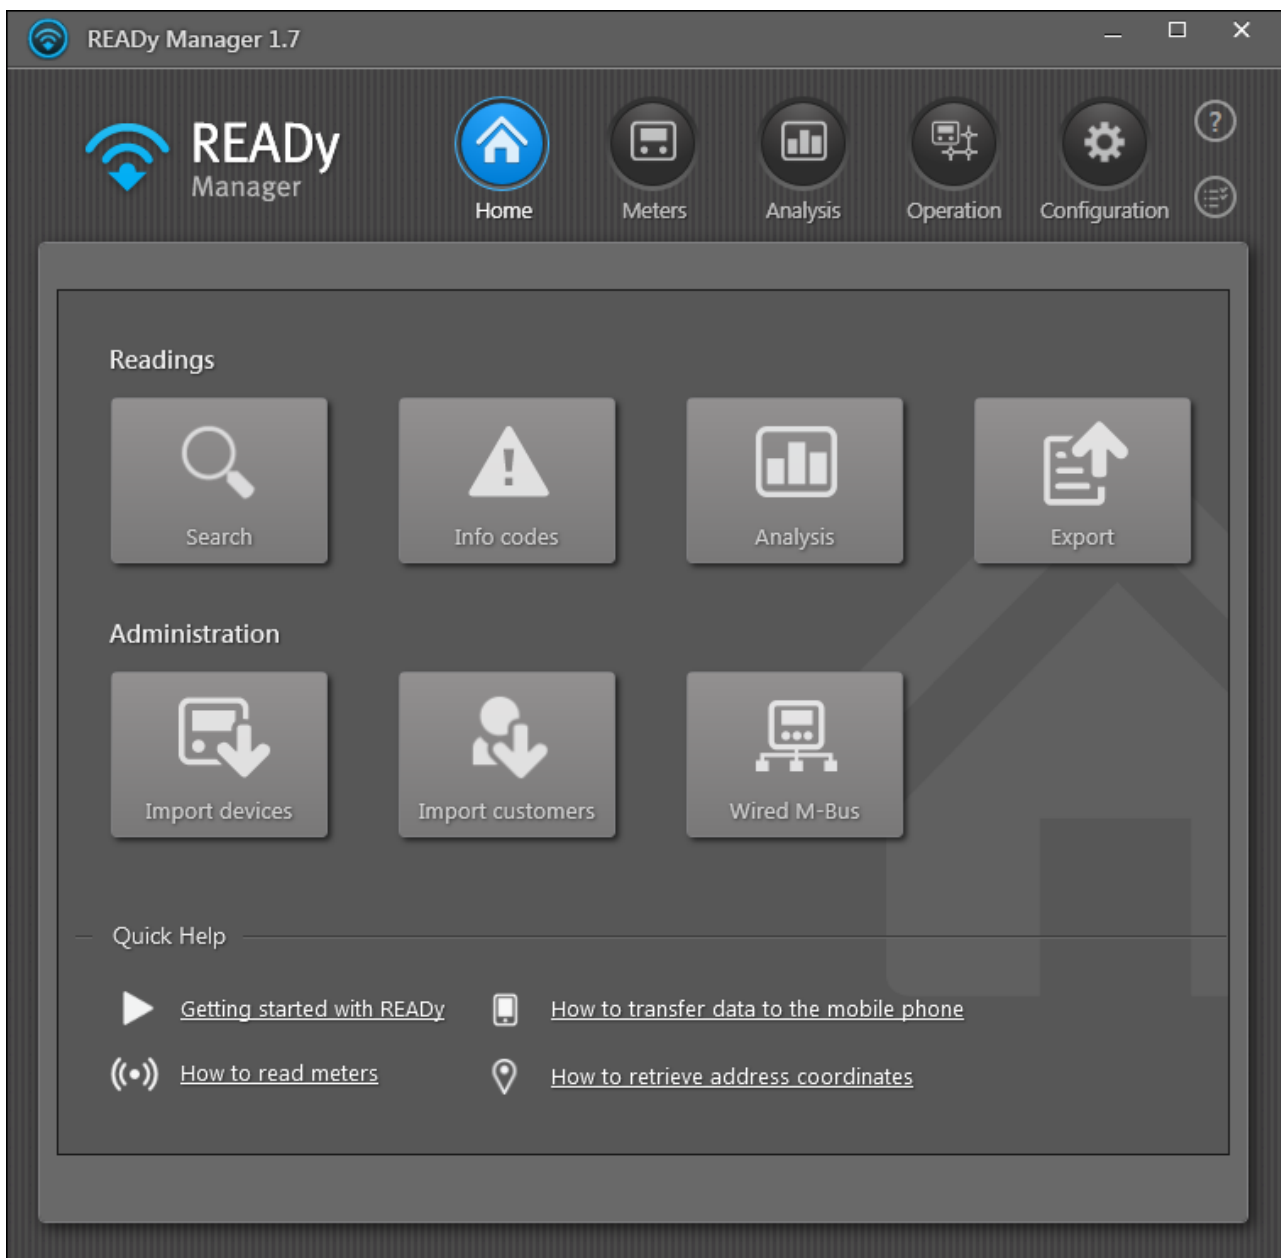 READy Manager 1.7
READy
Manager
Home Meters Analysis Operation Configuration
?
Readings
Search Info codes Analysis Export
Administration
Import devices Import customers Wired M-Bus
Quick Help
Getting started with READy How to transfer data to the mobile phone
How to read meters How to retrieve address coordinates